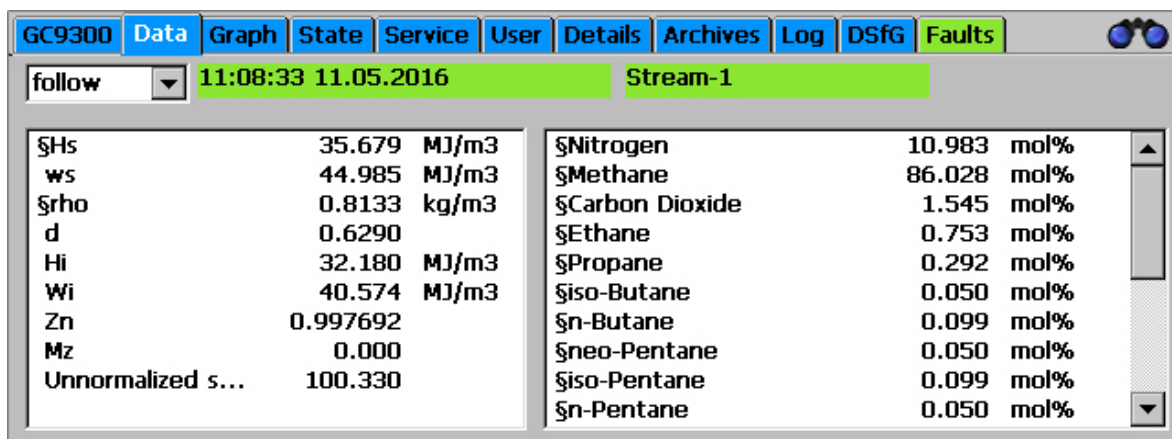 GC9300 Data Graph State Service User Details Archives Log DSfG Faults
follow 11:08:33 11.05.2016 Stream-1
§Hs 35.679 MJ/m3
ws 44.985 MJ/m3
§rho 0.8133 kg/m3
d 0.6290
Hi 32.180 MJ/m3
Wi 40.574 MJ/m3
Zn 0.997692
Mz 0.000
Unnormalized s... 100.330
§Nitrogen 10.983 mol%
§Methane 86.028 mol%
§Carbon Dioxide 1.545 mol%
§Ethane 0.753 mol%
§Propane 0.292 mol%
§iso-Butane 0.050 mol%
§n-Butane 0.099 mol%
§neo-Pentane 0.050 mol%
§iso-Pentane 0.099 mol%
§n-Pentane 0.050 mol%